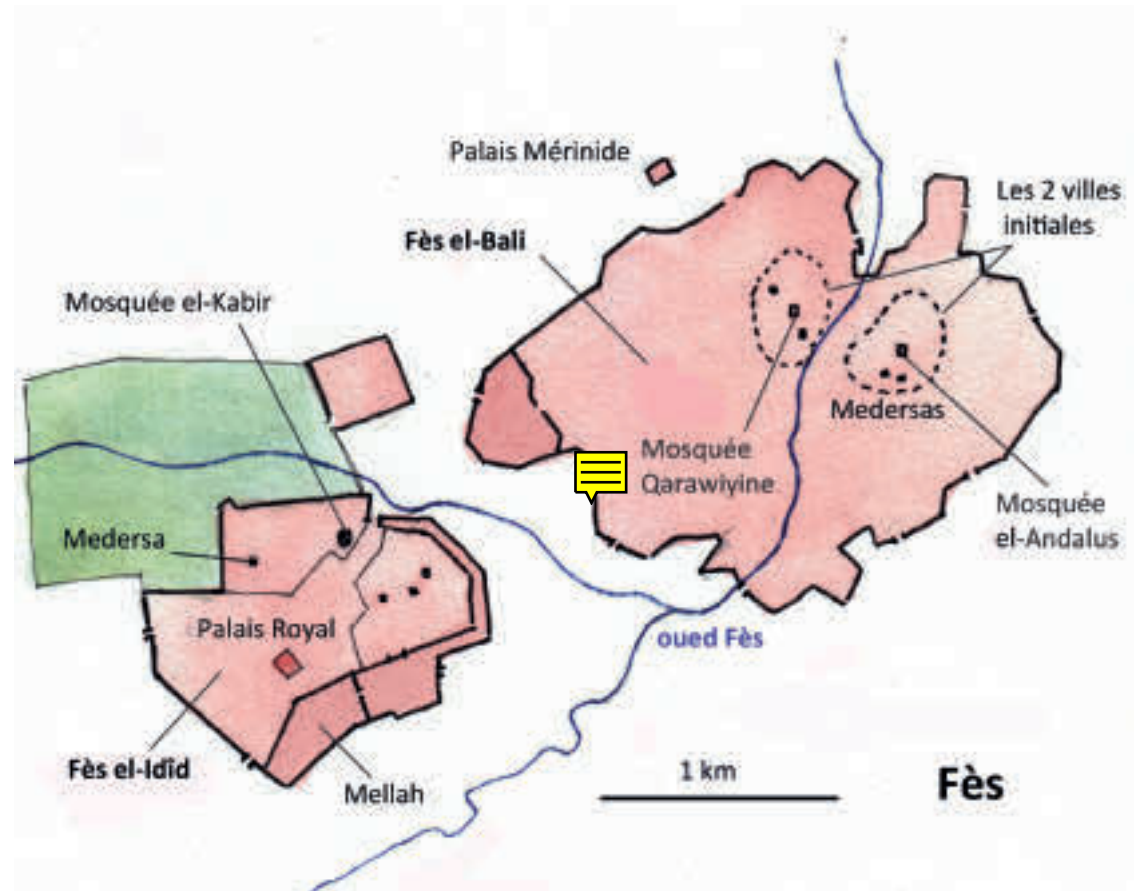 Palais Mérinide
Les 2 villes
initiales
Fès el-Bali
Mosquée el-Kabir
Medersas
Mosquée
Qarawiyine
Mosquée
el-Andalus
Medersa
Palais Royal
oued Fès
Fès el-Idîd
Mellah
1 km
Fès